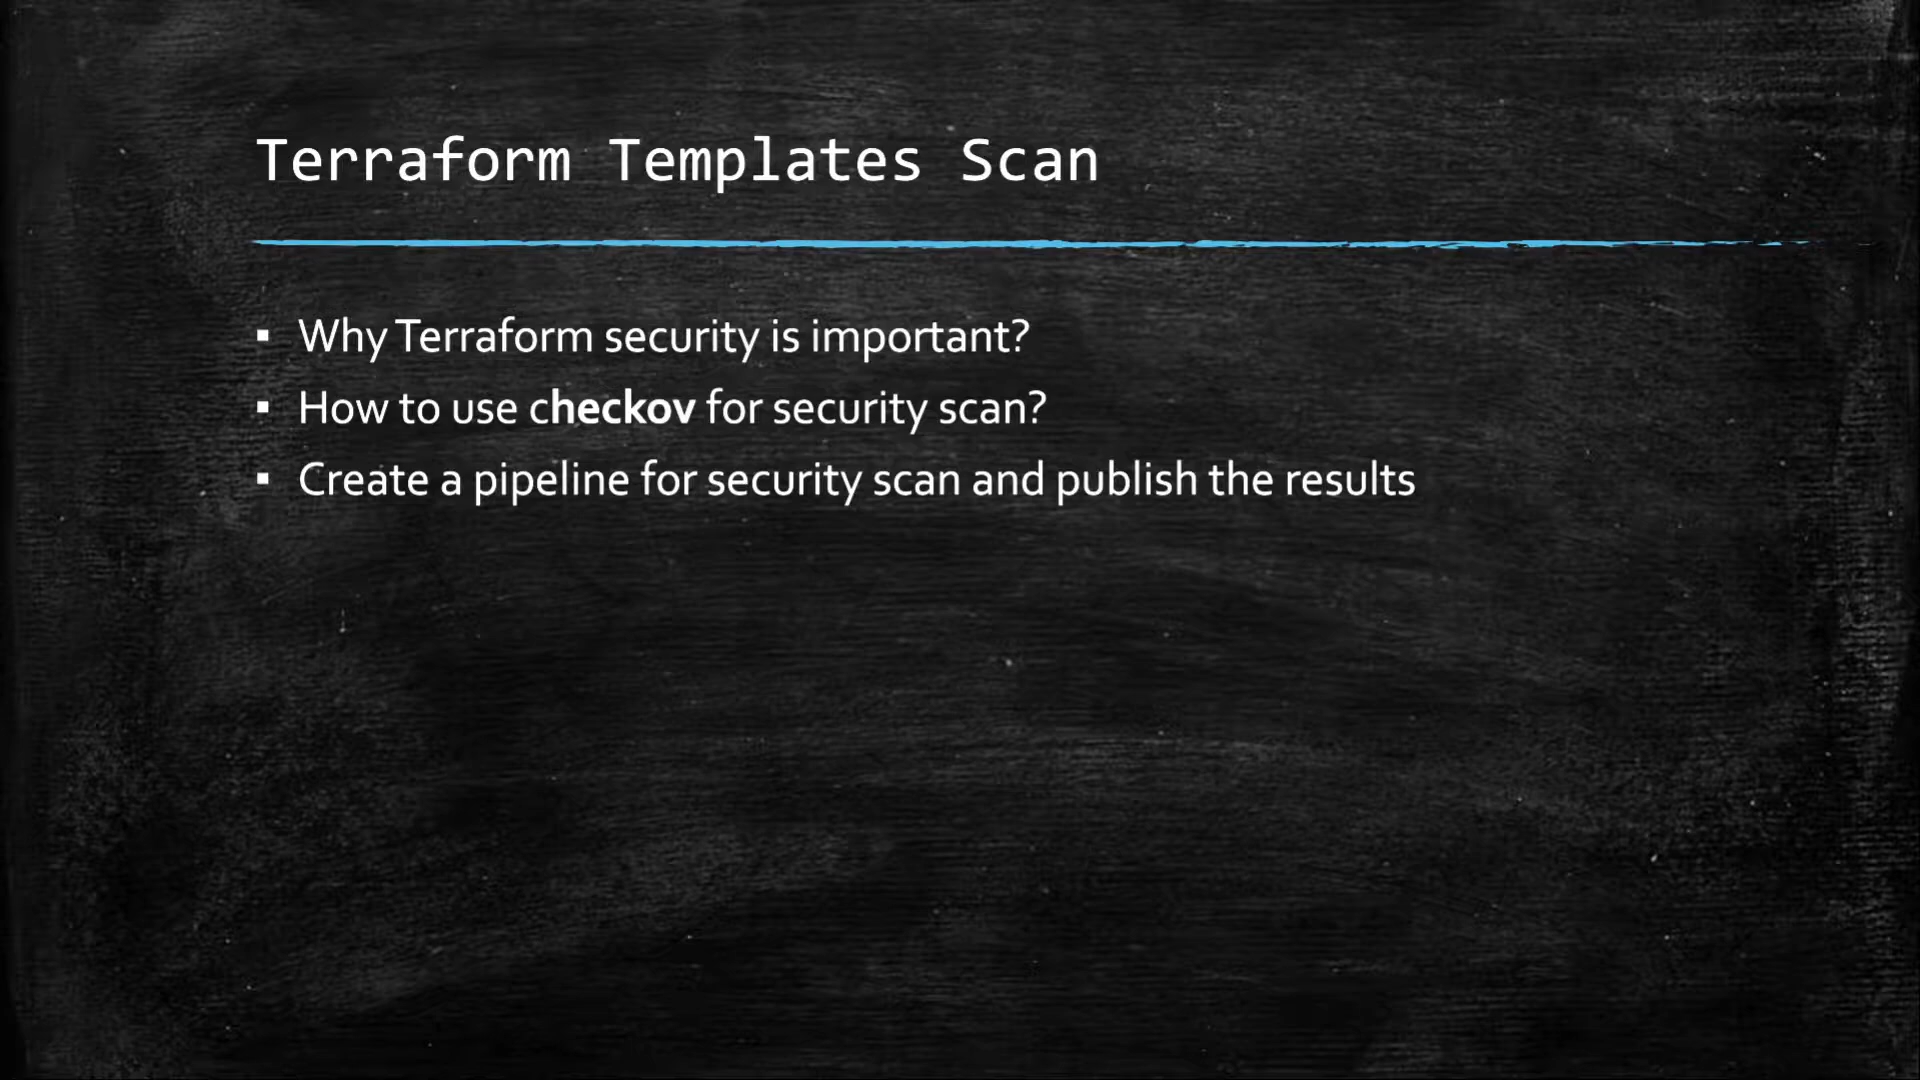 Terraform Templates Scan
▪ Why Terraform security is important?
▪ How to use checkov for security scan?
▪ Create a pipeline for security scan and publish the results